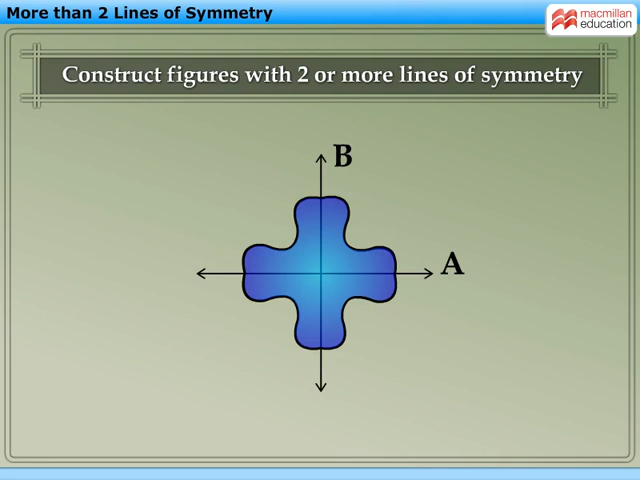 More than 2 Lines of Symmetry
macmillan
education
Construct figures with 2 or more lines of symmetry
B
A